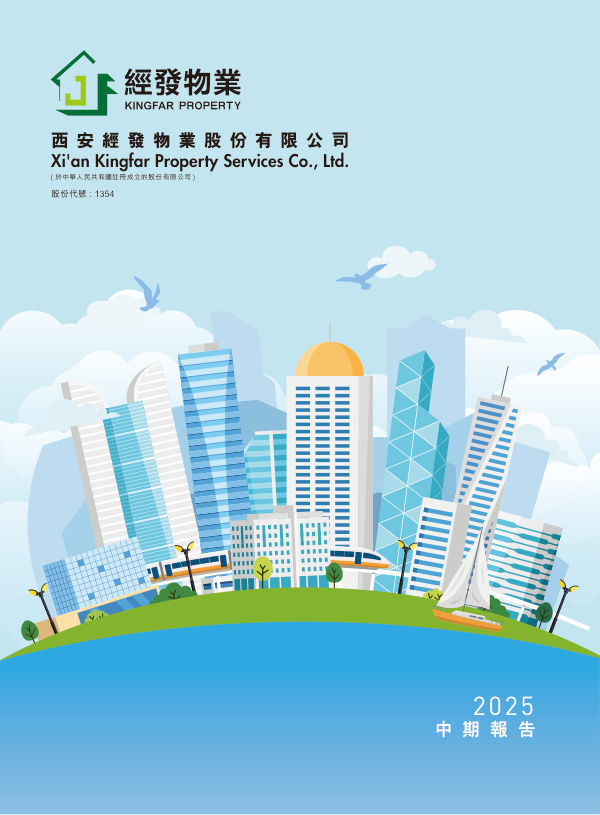 經發物業
KINGFAR PROPERTY
西安經發物業股份有限公司
Xi'an Kingfar Property Services Co., Ltd.
(於中華人民共和國註冊成立的股份有限公司)
股份代號：1354
2025
中期報告